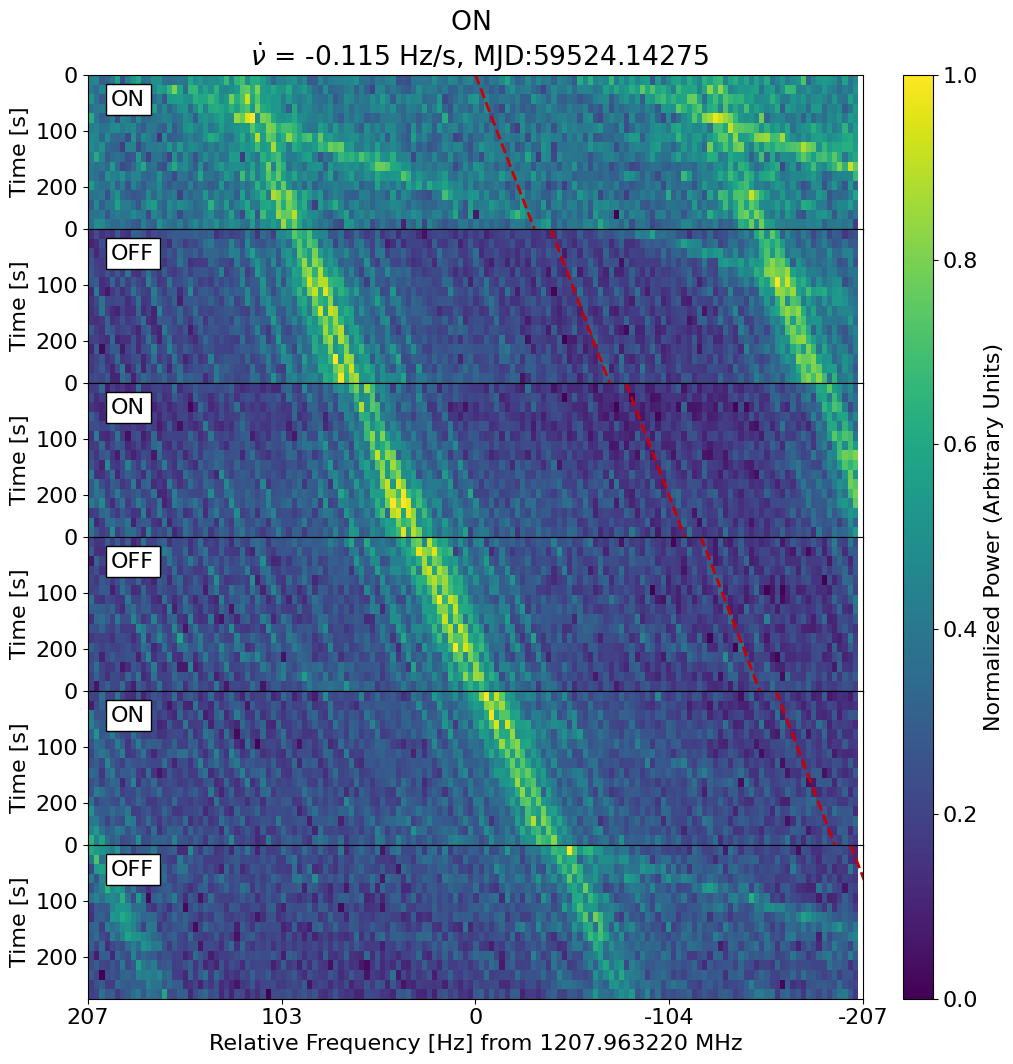 ON
ν̇ = -0.115 Hz/s, MJD:59524.14275
0
ON
100
Time [s]
200
0
OFF
100
Time [s]
200
0
ON
100
Time [s]
200
0
OFF
100
Time [s]
200
0
ON
100
Time [s]
200
0
OFF
100
Time [s]
200
207
103
0
-104
-207
Relative Frequency [Hz] from 1207.963220 MHz
1.0
0.8
0.6
0.4
0.2
0.0
Normalized Power (Arbitrary Units)